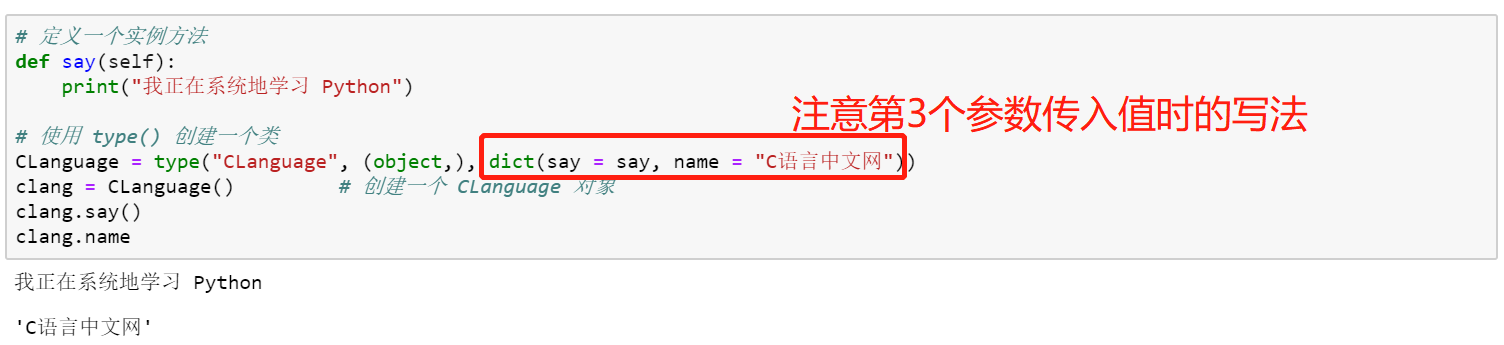 # 定义一个实例方法
def say(self):
    print("我正在系统地学习 Python")
注意第3个参数传入值时的写法
# 使用 type() 创建一个类
CLanguage = type("CLanguage", (object,), dict(say = say, name = "C语言中文网"))
clang = CLanguage()         # 创建一个 CLanguage 对象
clang.say()
clang.name
我正在系统地学习 Python
'C语言中文网'